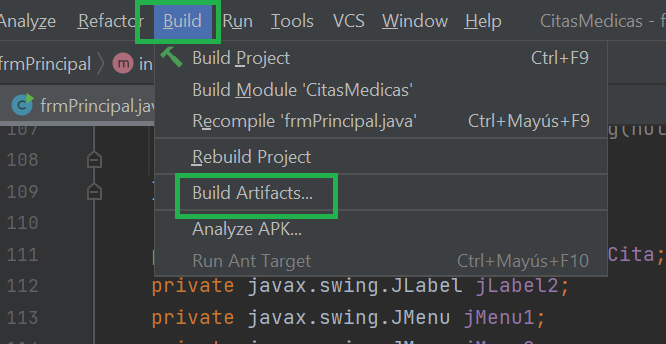 Analyze Refactor Build Run Tools VCS Window Help CitasMedicas
frmPrincipal m in
Build Project Ctrl+F9
Build Module 'CitasMedicas'
C frmPrincipal.java
Recompile 'frmPrincipal.java' Ctrl+Mayús+F9
107
108 Rebuild Project
109 Build Artifacts...
110 Analyze APK...
111 Run Ant Target Ctrl+Mayús+F10 Cita;
112 private javax.swing.JLabel jLabel2;
113 private javax.swing.JMenu jMenu1;